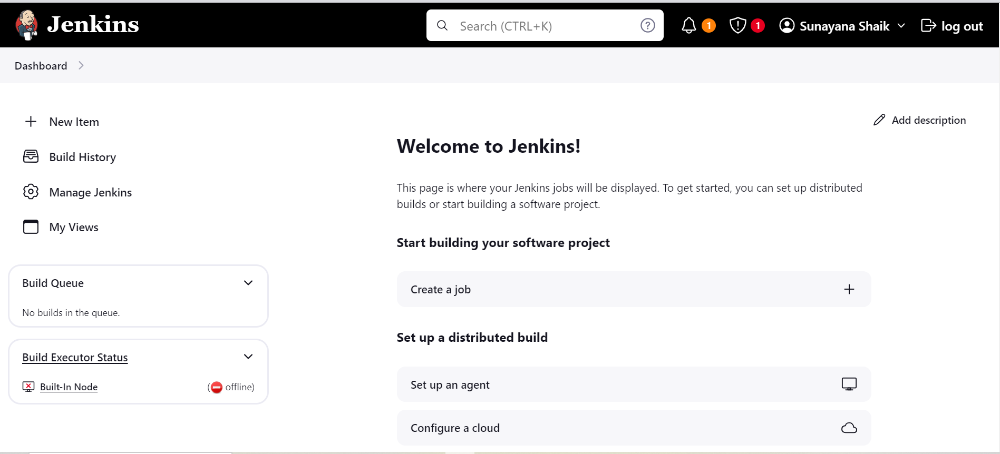 Jenkins
Search (CTRL+K)
1
1
Sunayana Shaik
log out
Dashboard
New Item
Build History
Manage Jenkins
My Views
Build Queue
No builds in the queue.
Build Executor Status
Built-In Node
(offline)
Add description
Welcome to Jenkins!
This page is where your Jenkins jobs will be displayed. To get started, you can set up distributed
builds or start building a software project.
Start building your software project
Create a job
Set up a distributed build
Set up an agent
Configure a cloud